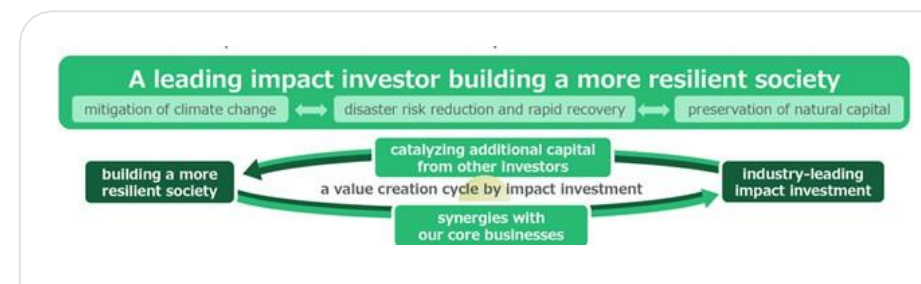 A leading impact investor building a more resilient society
mitigation of climate change
disaster risk reduction and rapid recovery
preservation of natural capital
catalyzing additional capital
from other investors
building a more
resilient society
a value creation cycle by impact investment
industry-leading
impact investment
synergies with
our core businesses